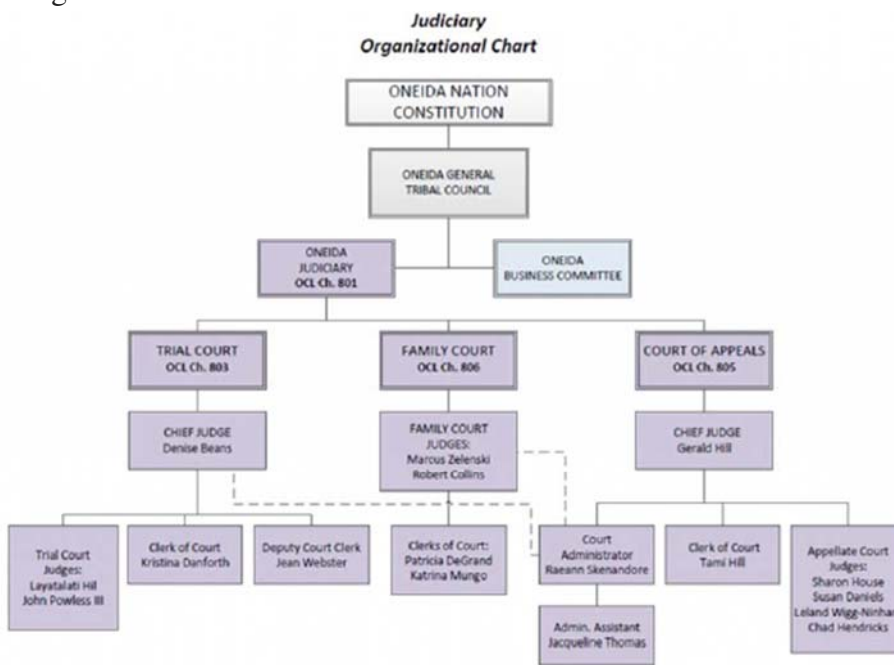 Judiciary
Organizational Chart
ONEIDA NATION
CONSTITUTION
ONEIDA GENERAL
TRIBAL COUNCIL
ONEIDA
JUDICIARY
OCL Ch. 801
ONEIDA
BUSINESS COMMITTEE
TRIAL COURT
OCL Ch. 803
FAMILY COURT
OCL Ch. 806
COURT OF APPEALS
OCL Ch. 805
CHIEF JUDGE
Denise Beans
FAMILY COURT
JUDGES:
Marcus Zelenski
Robert Collins
CHIEF JUDGE
Gerald Hill
Trial Court
Judges:
Layatalati Hil
John Powless III
Clerk of Court
Kristina Danforth
Deputy Court Clerk
Jean Webster
Clerks of Court:
Patricia DeGrand
Katrina Mungo
Court
Administrator
Raeann Skenandore
Clerk of Court
Tami Hill
Appellate Court
Judges:
Sharon House
Susan Daniels
Leland Wigg-Ninham
Chad Hendricks
Admin. Assistant
Jacqueline Thomas